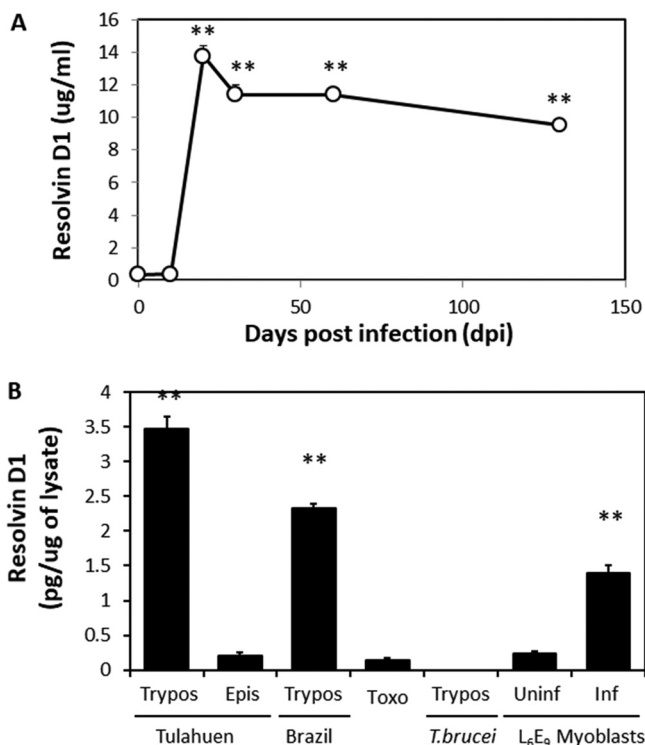 A
Resolvin D1 (ug/ml)
16
14
12
10
8
6
4
2
0
**
**
**
**
0 50 100 150
Days post infection (dpi)
B
Resolvin D1
(pg/ug of lysate)
4
3.5
3
2.5
2
1.5
1
0.5
0
**
**
**
Trypos Epis Trypos Toxo Trypos Uninf Inf
Tulahuen Brazil T.brucei L₆E₉ Myoblasts